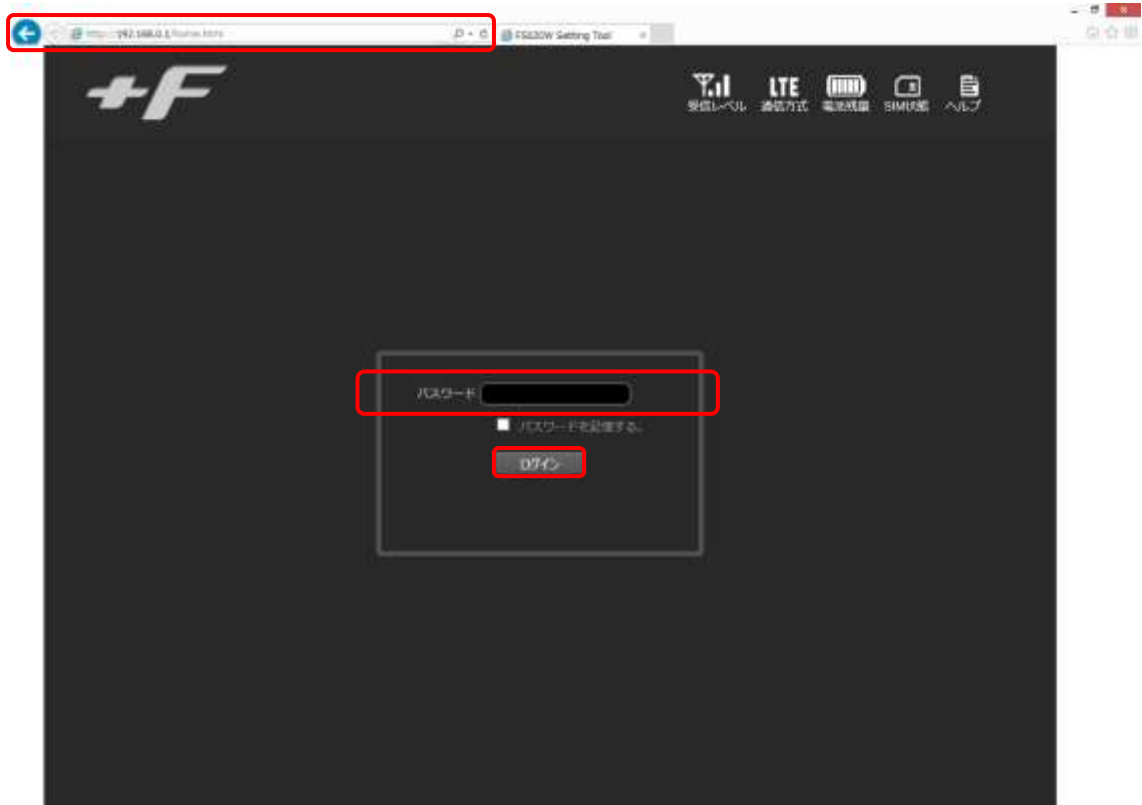 http://192.168.0.1/home.html
FS020W Setting Tool
+F
LTE
受信レベル 通信方式 電池残量 SIM状態 ヘルプ
パスワード
パスワードを記憶する。
ログイン